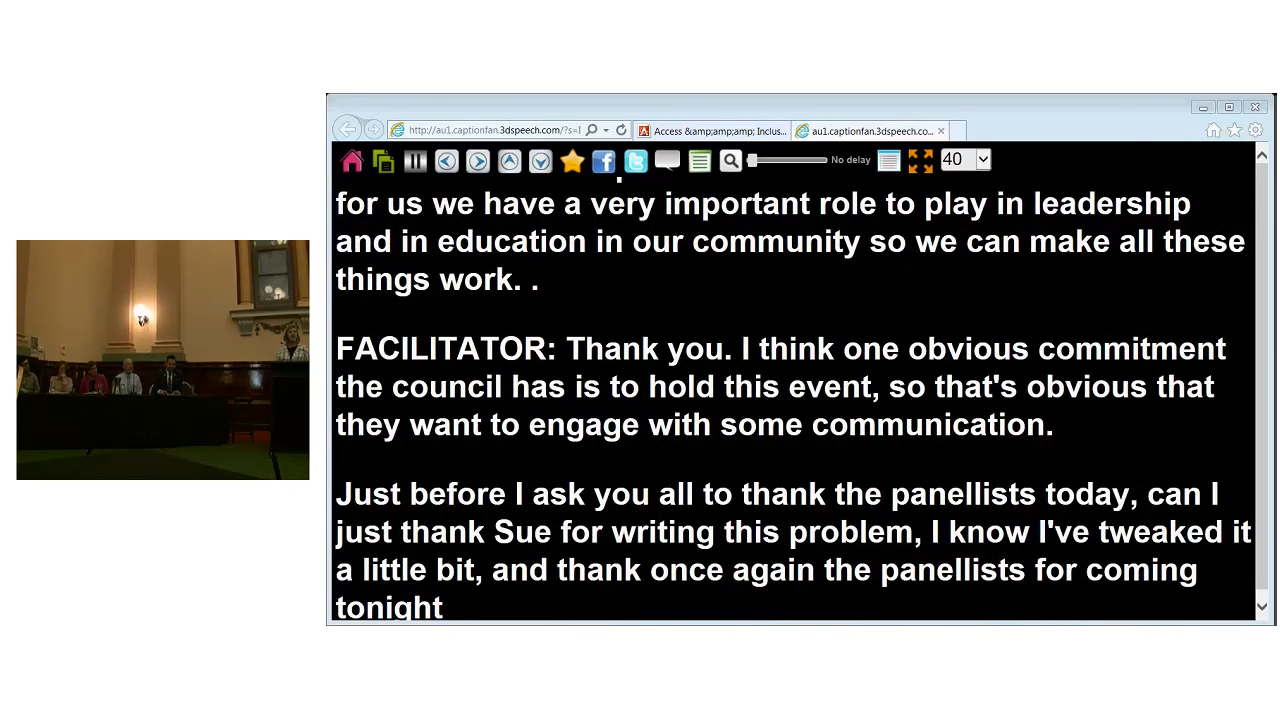 http://au1.captionfan.3dspeech.com/?s=I
Access &amp;amp;amp; Inclus...
au1.captionfan.3dspeech.co...
No delay
40
for us we have a very important role to play in leadership
and in education in our community so we can make all these
things work. .
FACILITATOR: Thank you. I think one obvious commitment
the council has is to hold this event, so that's obvious that
they want to engage with some communication.
Just before I ask you all to thank the panellists today, can I
just thank Sue for writing this problem, I know I've tweaked it
a little bit, and thank once again the panellists for coming
tonight